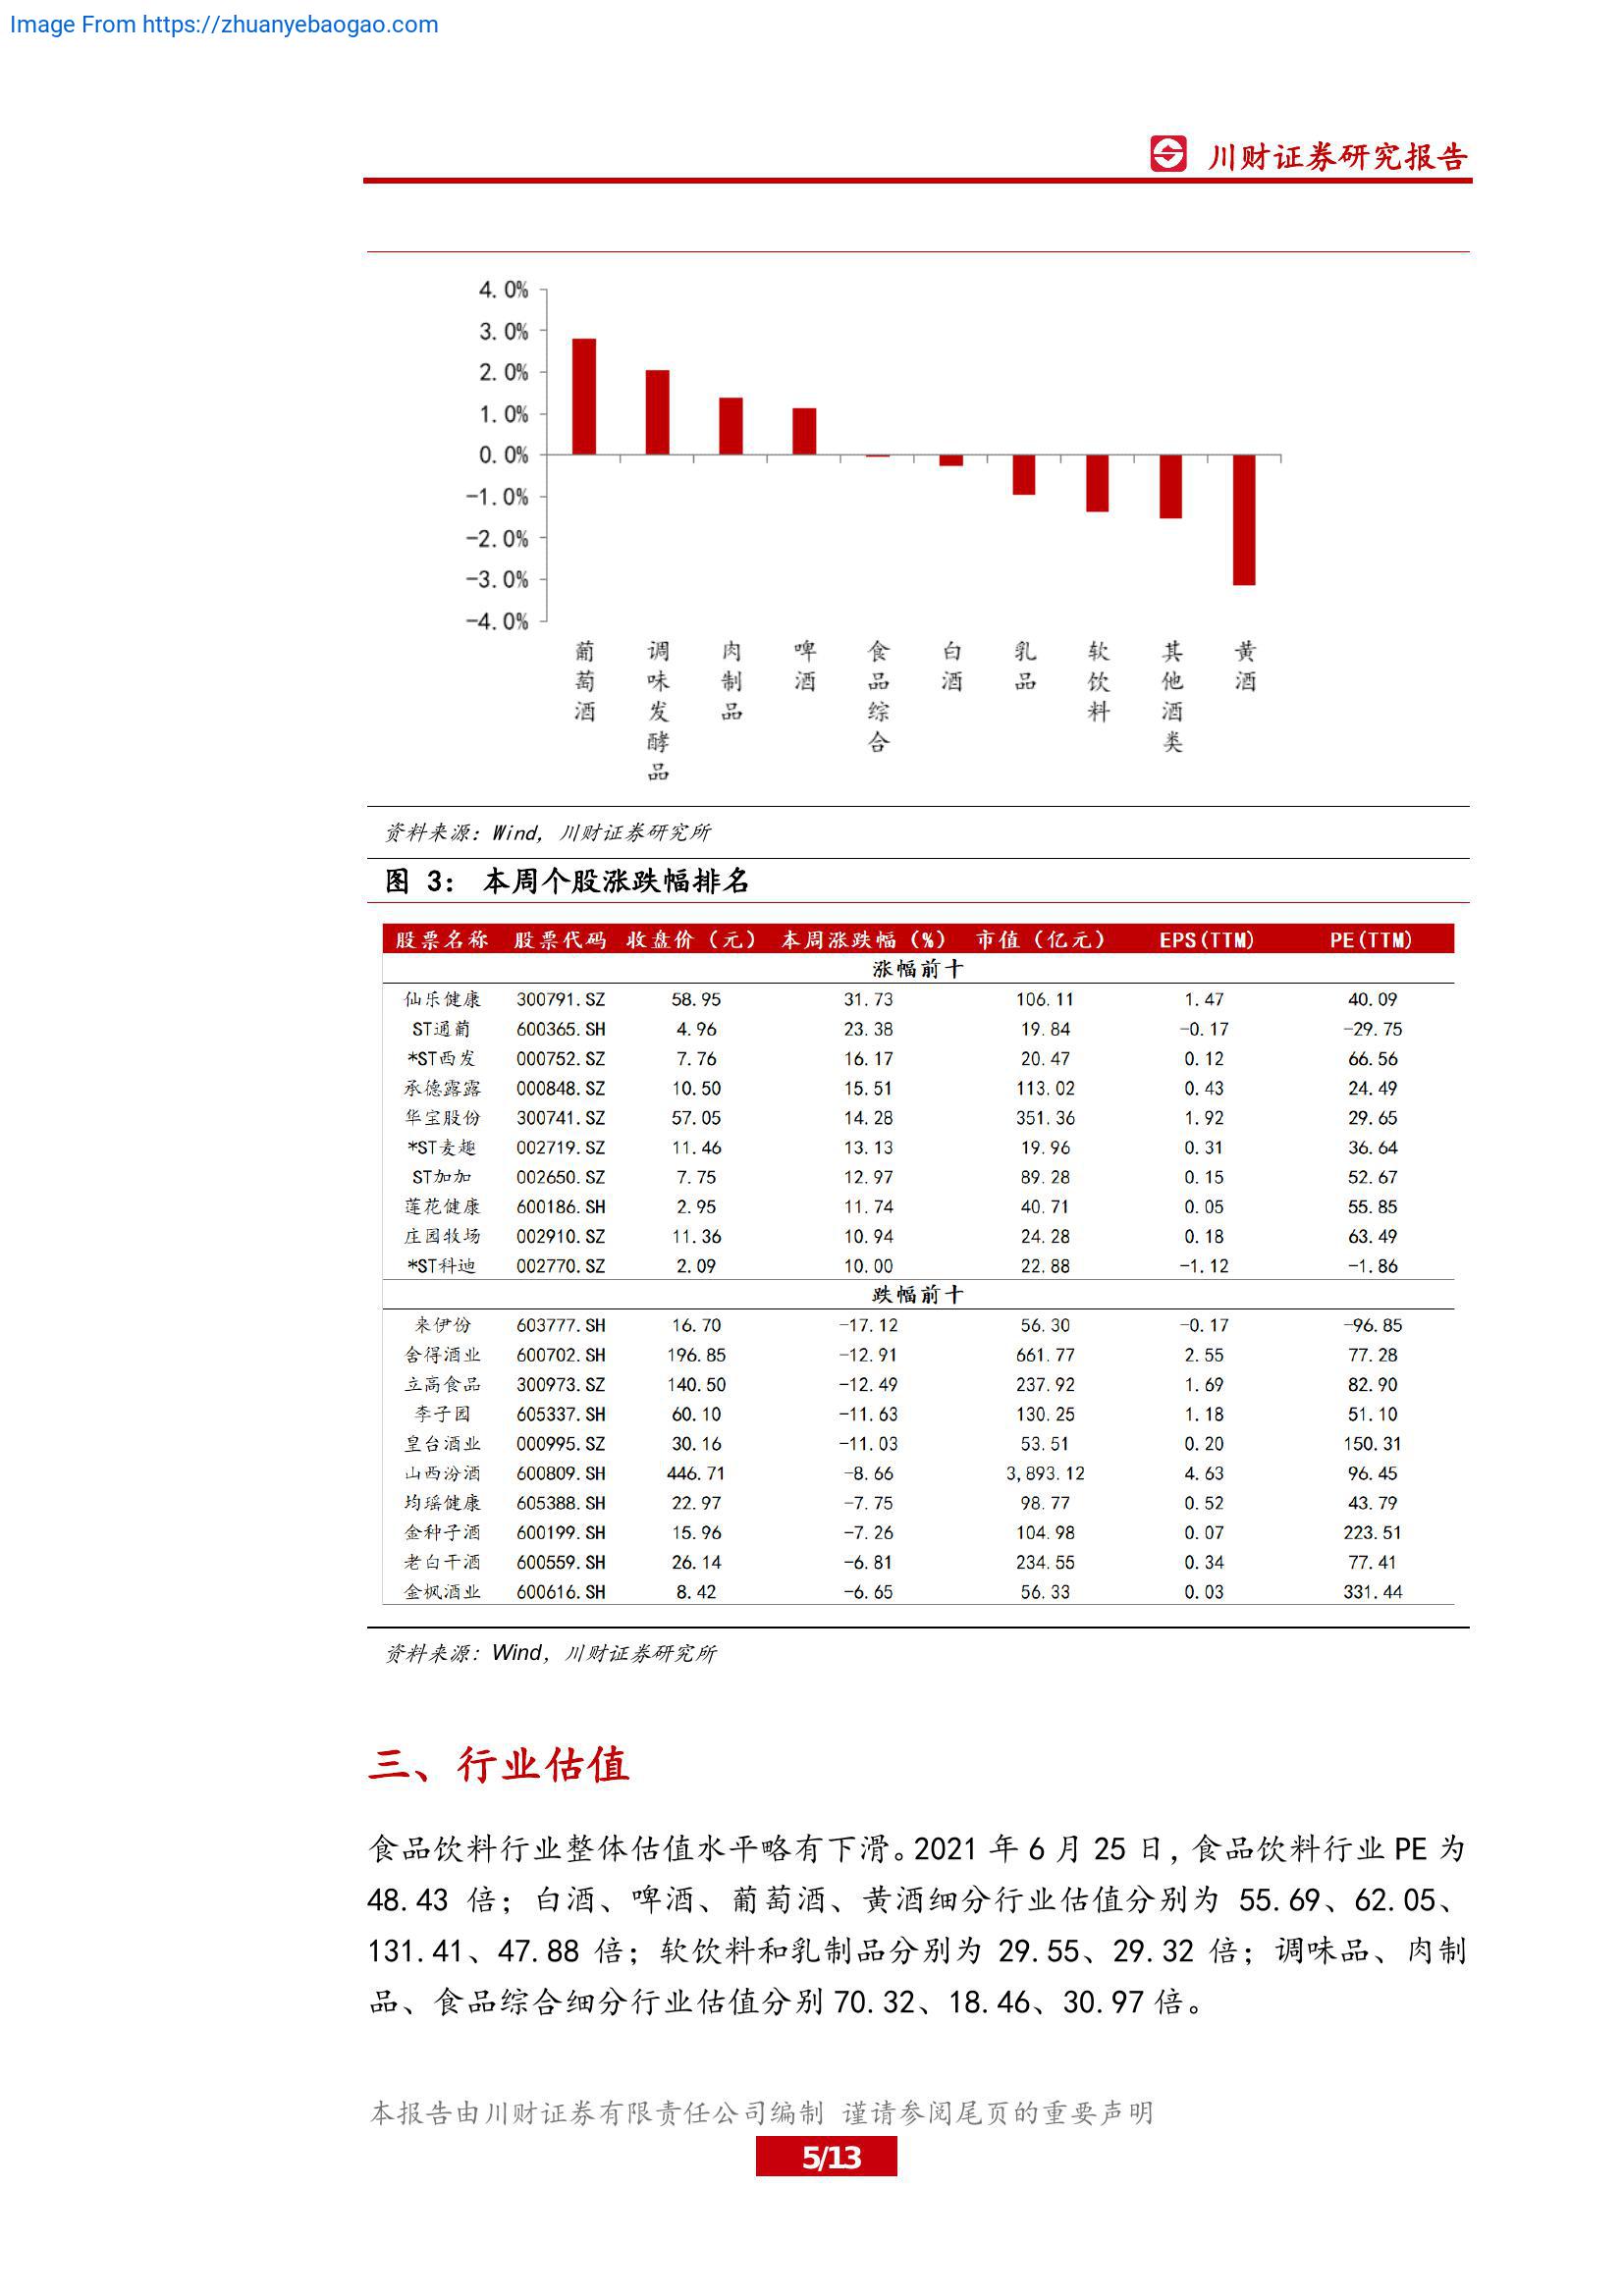 Image From https://zhuanyebaogao.com
川财证券研究报告
4.0%
3.0%
2.0%
1.0%
0.0%
-1.0%
-2.0%
-3.0%
-4.0%
葡萄酒 调味发酵品 肉制品 啤酒 食品综合 白酒 乳品 软饮料 其他酒类 黄酒
资料来源：Wind，川财证券研究所
图 3： 本周个股涨跌幅排名
股票名称 股票代码 收盘价（元） 本周涨跌幅（%） 市值（亿元） EPS(TTM) PE(TTM)
涨幅前十
仙乐健康 300791.SZ 58.95 31.73 106.11 1.47 40.09
ST通葡 600365.SH 4.96 23.38 19.84 -0.17 -29.75
*ST西发 000752.SZ 7.76 16.17 20.47 0.12 66.56
承德露露 000848.SZ 10.50 15.51 113.02 0.43 24.49
华宝股份 300741.SZ 57.05 14.28 351.36 1.92 29.65
*ST麦趣 002719.SZ 11.46 13.13 19.96 0.31 36.64
ST加加 002650.SZ 7.75 12.97 89.28 0.15 52.67
莲花健康 600186.SH 2.95 11.74 40.71 0.05 55.85
庄园牧场 002910.SZ 11.36 10.94 24.28 0.18 63.49
*ST科迪 002770.SZ 2.09 10.00 22.88 -1.12 -1.86
跌幅前十
来伊份 603777.SH 16.70 -17.12 56.30 -0.17 -96.85
舍得酒业 600702.SH 196.85 -12.91 661.77 2.55 77.28
立高食品 300973.SZ 140.50 -12.49 237.92 1.69 82.90
李子园 605337.SH 60.10 -11.63 130.25 1.18 51.10
皇台酒业 000995.SZ 30.16 -11.03 53.51 0.20 150.31
山西汾酒 600809.SH 446.71 -8.66 3,893.12 4.63 96.45
均瑶健康 605388.SH 22.97 -7.75 98.77 0.52 43.79
金种子酒 600199.SH 15.96 -7.26 104.98 0.07 223.51
老白干酒 600559.SH 26.14 -6.81 234.55 0.34 77.41
金枫酒业 600616.SH 8.42 -6.65 56.33 0.03 331.44
资料来源：Wind，川财证券研究所
三、行业估值
食品饮料行业整体估值水平略有下滑。2021 年 6 月 25 日，食品饮料行业 PE 为
48.43 倍；白酒、啤酒、葡萄酒、黄酒细分行业估值分别为 55.69、62.05、
131.41、47.88 倍；软饮料和乳制品分别为 29.55、29.32 倍；调味品、肉制
品、食品综合细分行业估值分别 70.32、18.46、30.97 倍。
本报告由川财证券有限责任公司编制 谨请参阅尾页的重要声明
5/13